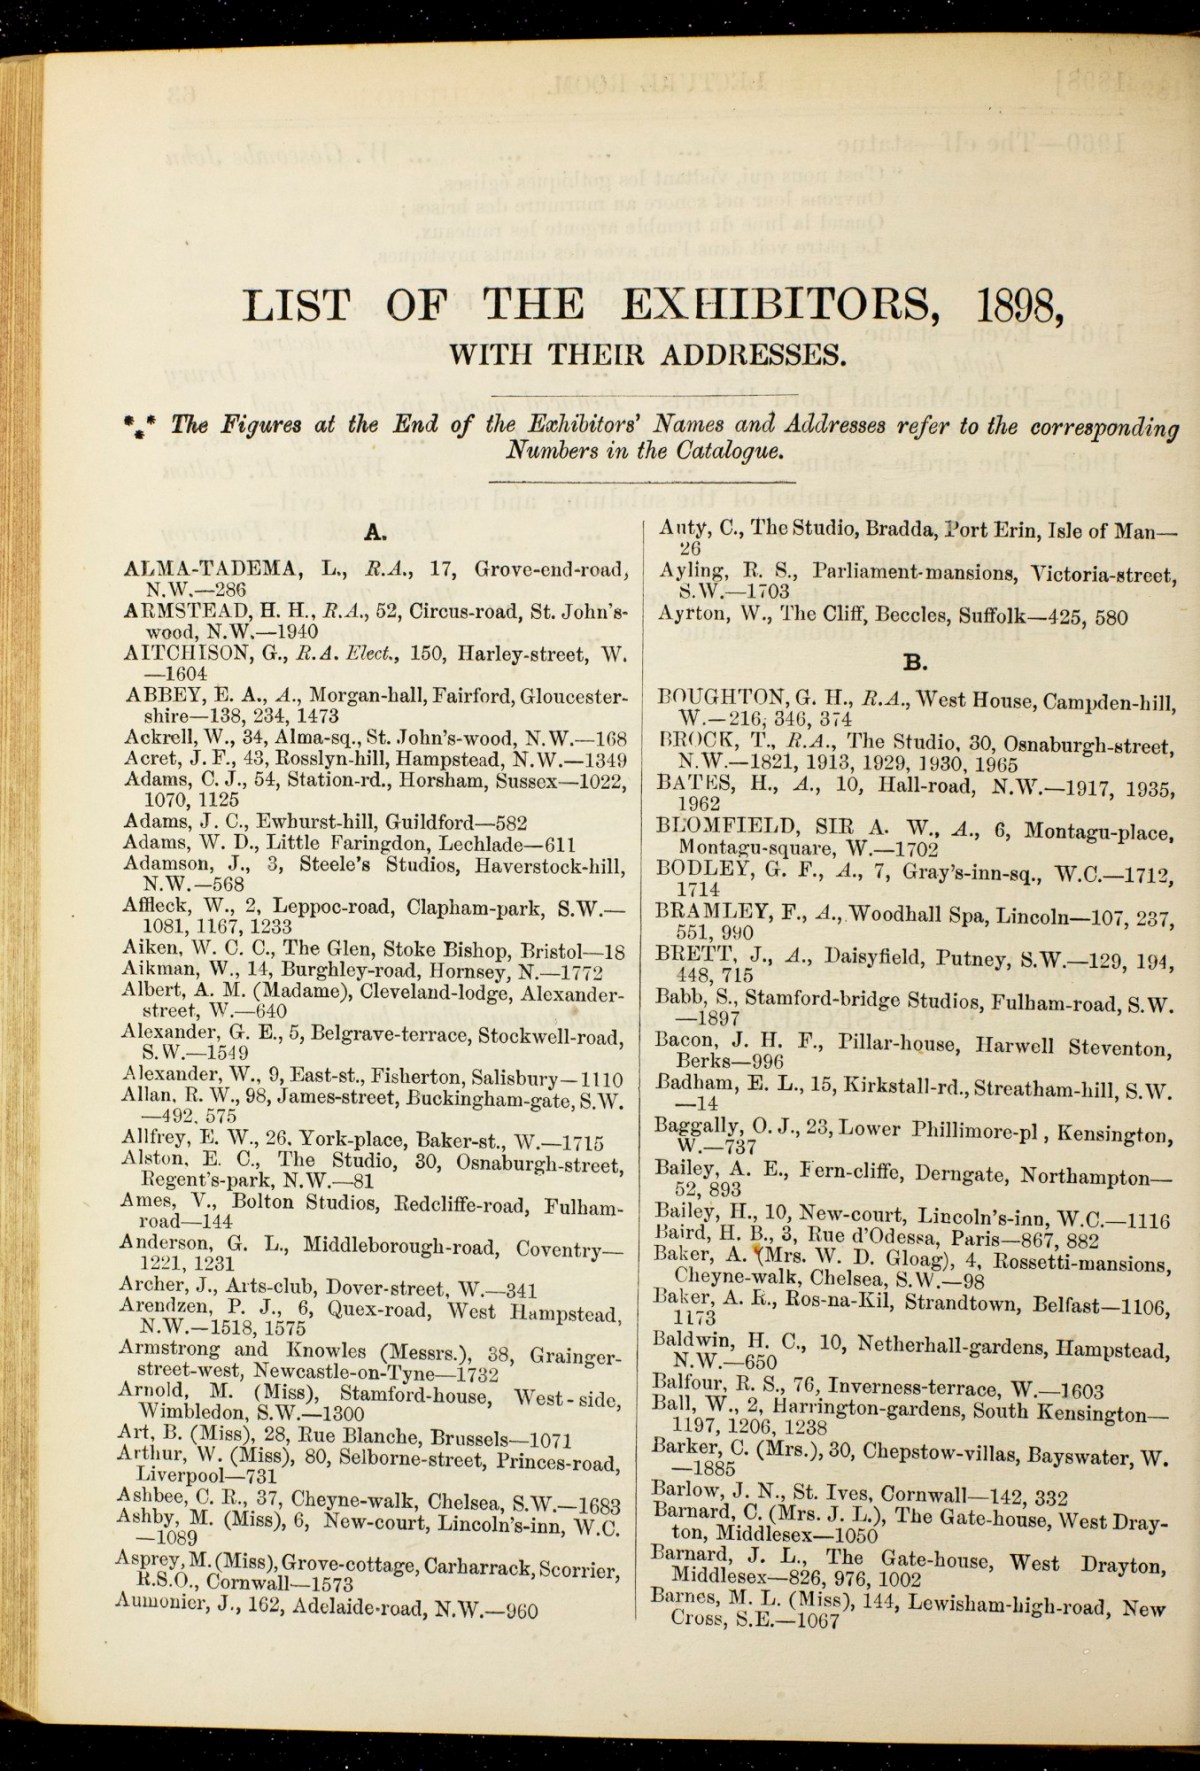 LIST OF THE EXHIBITORS, 1898,
WITH THEIR ADDRESSES.
*** The Figures at the End of the Exhibitors' Names and Addresses refer to the corresponding
Numbers in the Catalogue.
A.
ALMA-TADEMA, L., R.A., 17, Grove-end-road,
N.W.—286
ARMSTEAD, H. H., R.A., 52, Circus-road, St. John's-
wood, N.W.—1940
AITCHISON, G., R.A. Elect., 150, Harley-street, W.
—1604
ABBEY, E. A., A., Morgan-hall, Fairford, Gloucester-
shire—138, 234, 1473
Ackrell, W., 34, Alma-sq., St. John's-wood, N.W.—168
Acret, J. F., 43, Rosslyn-hill, Hampstead, N.W.—1349
Adams, C. J., 54, Station-rd., Horsham, Sussex—1022,
1070, 1125
Adams, J. C., Ewhurst-hill, Guildford—582
Adams, W. D., Little Faringdon, Lechlade—611
Adamson, J., 3, Steele's Studios, Haverstock-hill,
N.W.—568
Affleck, W., 2, Leppoc-road, Clapham-park, S.W.—
1081, 1167, 1233
Aiken, W. C. C., The Glen, Stoke Bishop, Bristol—18
Aikman, W., 14, Burghley-road, Hornsey, N.—1772
Albert, A. M. (Madame), Cleveland-lodge, Alexander-
street, W.—640
Alexander, G. E., 5, Belgrave-terrace, Stockwell-road,
S.W.—1549
Alexander, W., 9, East-st., Fisherton, Salisbury—1110
Allan, R. W., 98, James-street, Buckingham-gate, S.W.
—492, 575
Allfrey, E. W., 26, York-place, Baker-st., W.—1715
Alston, E. C., The Studio, 30, Osnaburgh-street,
Regent's-park, N.W.—81
Ames, V., Bolton Studios, Redcliffe-road, Fulham-
road—144
Anderson, G. L., Middleborough-road, Coventry—
1221, 1231
Archer, J., Arts-club, Dover-street, W.—341
Arendzen, P. J., 6, Quex-road, West Hampstead,
N.W.—1518, 1575
Armstrong and Knowles (Messrs.), 38, Grainger-
street-west, Newcastle-on-Tyne—1732
Arnold, M. (Miss), Stamford-house, West-side,
Wimbledon, S.W.—1300
Art, B. (Miss), 28, Rue Blanche, Brussels—1071
Arthur, W. (Miss), 80, Selborne-street, Princes-road,
Liverpool—731
Ashbee, C. R., 37, Cheyne-walk, Chelsea, S.W.—1683
Ashby, M. (Miss), 6, New-court, Lincoln's-inn, W.C.
—1089
Asprey, M. (Miss), Grove-cottage, Carharrack, Scorrier,
R.S.O., Cornwall—1573
Aumonier, J., 162, Adelaide-road, N.W.—960
Auty, C., The Studio, Bradda, Port Erin, Isle of Man—
26
Ayling, R. S., Parliament-mansions, Victoria-street,
S.W.—1703
Ayrton, W., The Cliff, Beccles, Suffolk—425, 580
B.
BOUGHTON, G. H., R.A., West House, Campden-hill,
W.—216, 346, 374
BROCK, T., R.A., The Studio, 30, Osnaburgh-street,
N.W.—1821, 1913, 1929, 1930, 1965
BATES, H., A., 10, Hall-road, N.W.—1917, 1935,
1962
BLOMFIELD, SIR A. W., A., 6, Montagu-place,
Montagu-square, W.—1702
BODLEY, G. F., A., 7, Gray's-inn-sq., W.C.—1712,
1714
BRAMLEY, F., A., Woodhall Spa, Lincoln—107, 237,
551, 990
BRETT, J., A., Daisyfield, Putney, S.W.—129, 194,
448, 715
Babb, S., Stamford-bridge Studios, Fulham-road, S.W.
—1897
Bacon, J. H. F., Pillar-house, Harwell Steventon,
Berks—996
Badham, E. L., 15, Kirkstall-rd., Streatham-hill, S.W.
—14
Baggally, O. J., 23, Lower Phillimore-pl, Kensington,
W.—737
Bailey, A. E., Fern-cliffe, Derngate, Northampton—
52, 893
Bailey, H., 10, New-court, Lincoln's-inn, W.C.—1116
Baird, H. B., 3, Rue d'Odessa, Paris—867, 882
Baker, A. (Mrs. W. D. Gloag), 4, Rossetti-mansions,
Cheyne-walk, Chelsea, S.W.—98
Baker, A. R., Ros-na-Kil, Strandtown, Belfast—1106,
1173
Baldwin, H. C., 10, Netherhall-gardens, Hampstead,
N.W.—650
Balfour, R. S., 76, Inverness-terrace, W.—1603
Ball, W., 2, Harrington-gardens, South Kensington—
1197, 1206, 1238
Barker, C. (Mrs.), 30, Chepstow-villas, Bayswater, W.
—1885
Barlow, J. N., St. Ives, Cornwall—142, 332
Barnard, C. (Mrs. J. L.), The Gate-house, West Dray-
ton, Middlesex—1050
Barnard, J. L., The Gate-house, West Drayton,
Middlesex—826, 976, 1002
Barnes, M. L. (Miss), 144, Lewisham-high-road, New
Cross, S.E.—1067